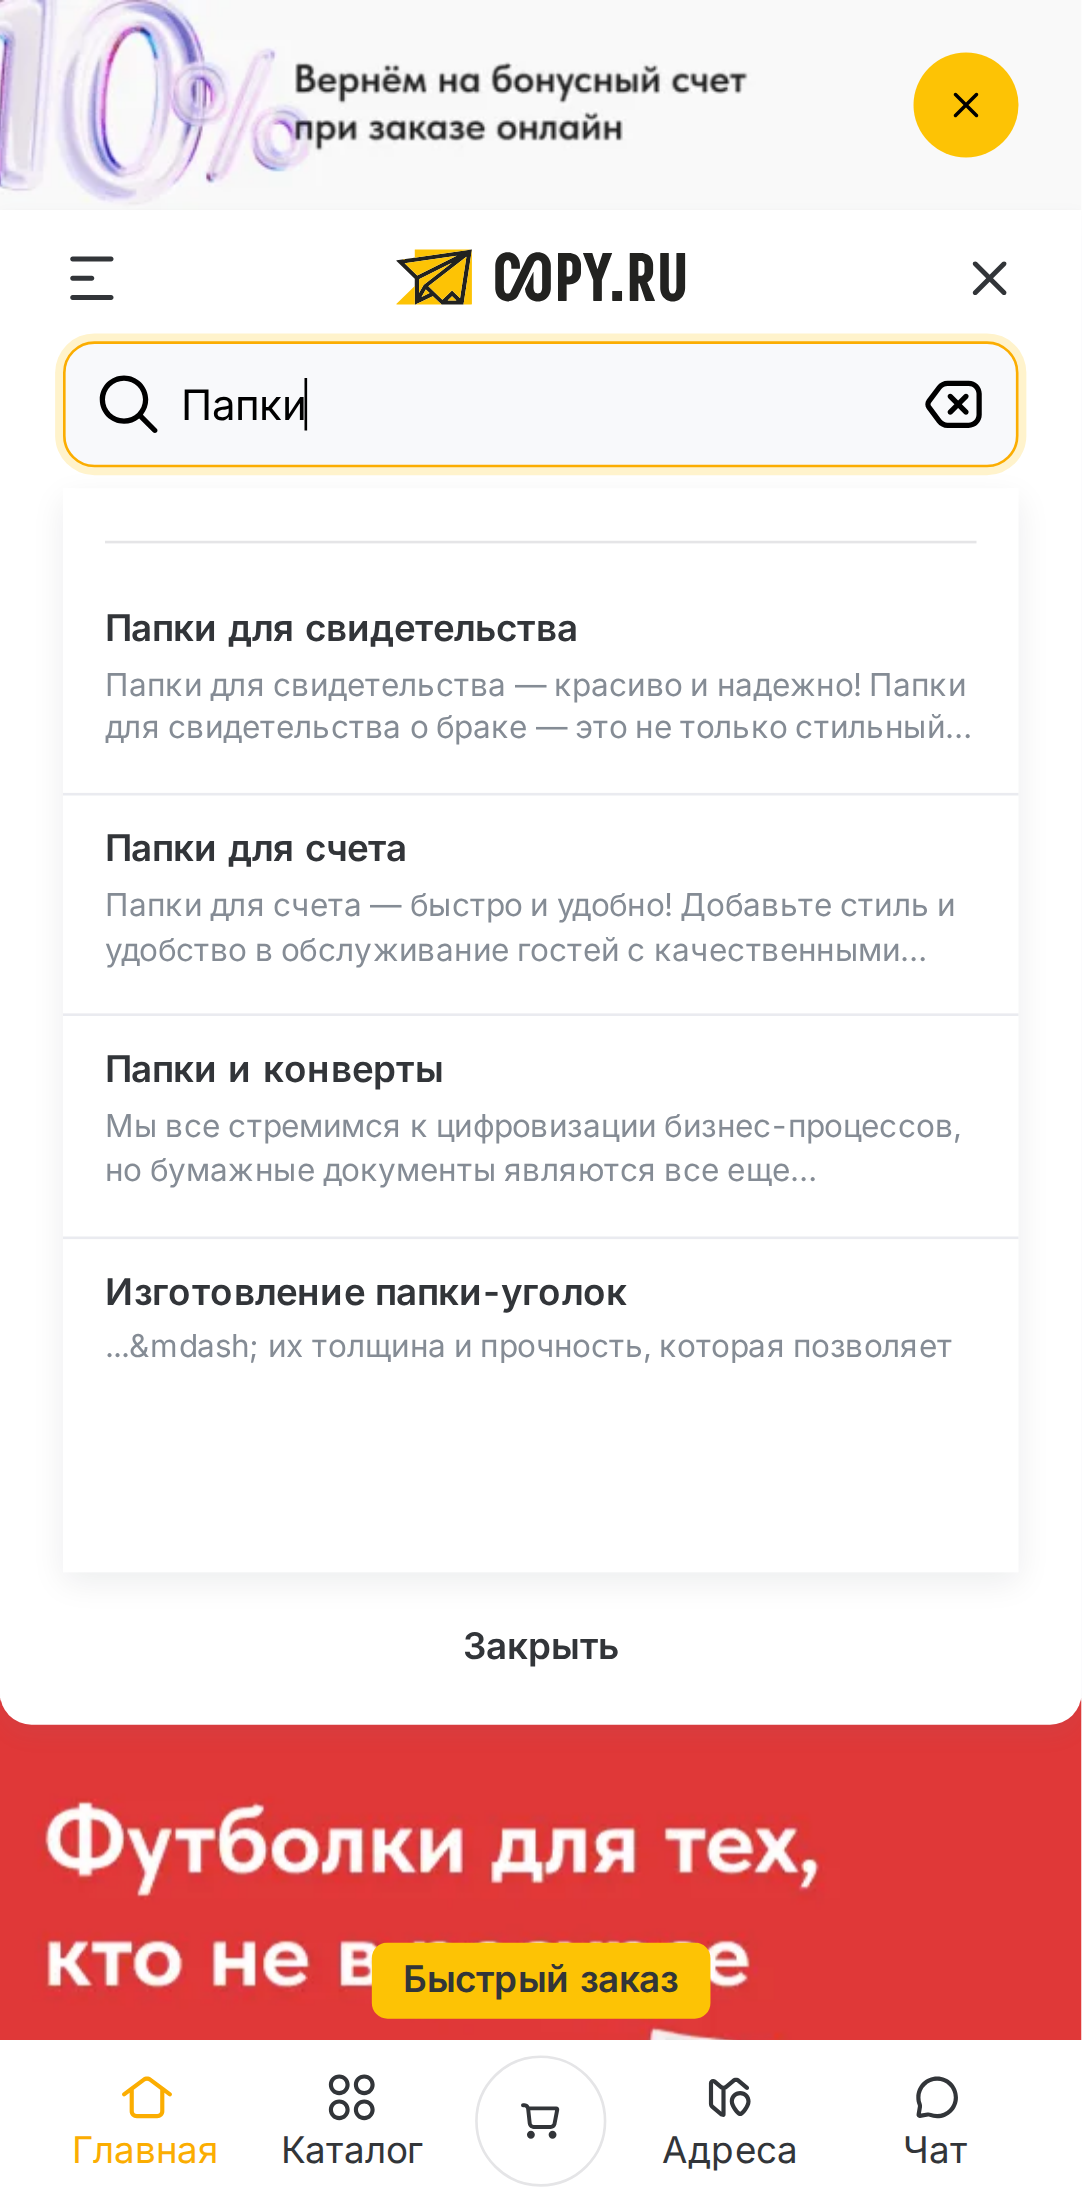 10%
Вернём на бонусный счет
при заказе онлайн
COPY.RU
Папки
Папки для свидетельства
Папки для свидетельства — красиво и надежно! Папки
для свидетельства о браке — это не только стильный...
Папки для счета
Папки для счета — быстро и удобно! Добавьте стиль и
удобство в обслуживание гостей с качественными...
Папки и конверты
Мы все стремимся к цифровизации бизнес-процессов,
но бумажные документы являются все еще...
Изготовление папки-уголок
...&mdash; их толщина и прочность, которая позволяет
Закрыть
Футболки для тех,
кто не в
Быстрый заказ
Главная
Каталог
Адреса
Чат